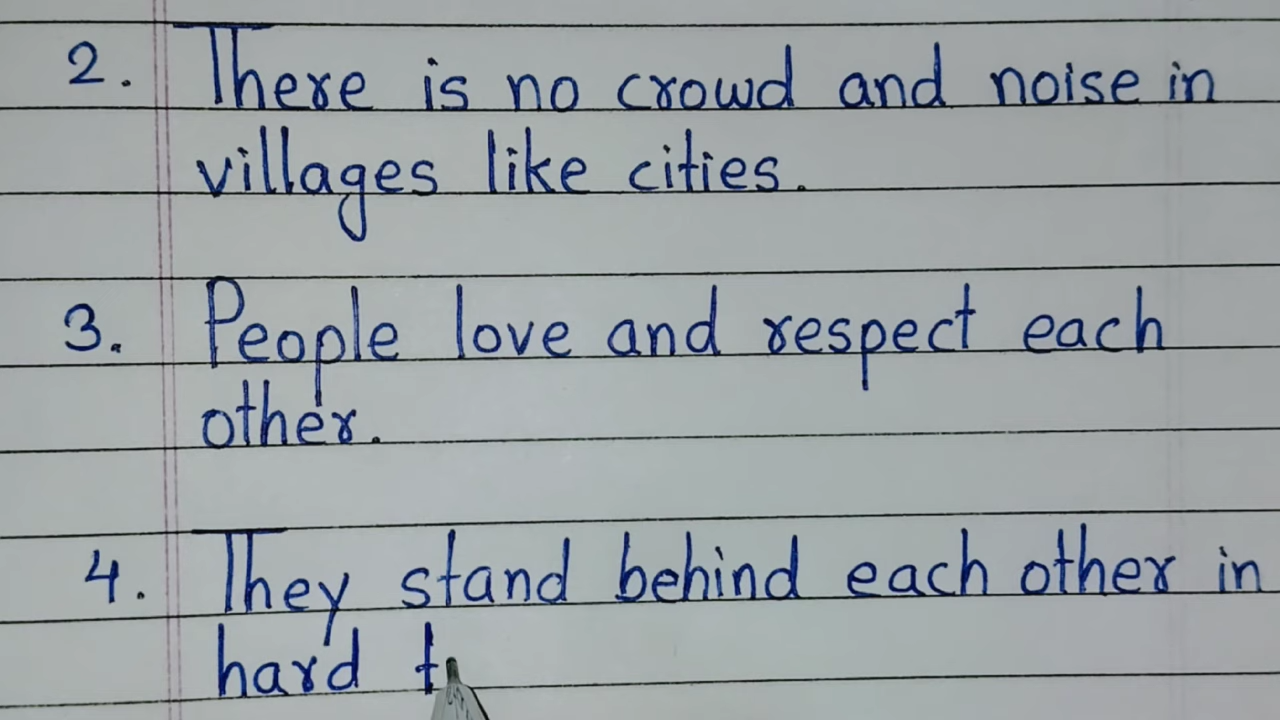 2. There is no crowd and noise in
villages like cities.
3. People love and respect each
other.
4. They stand behind each other in
hard t